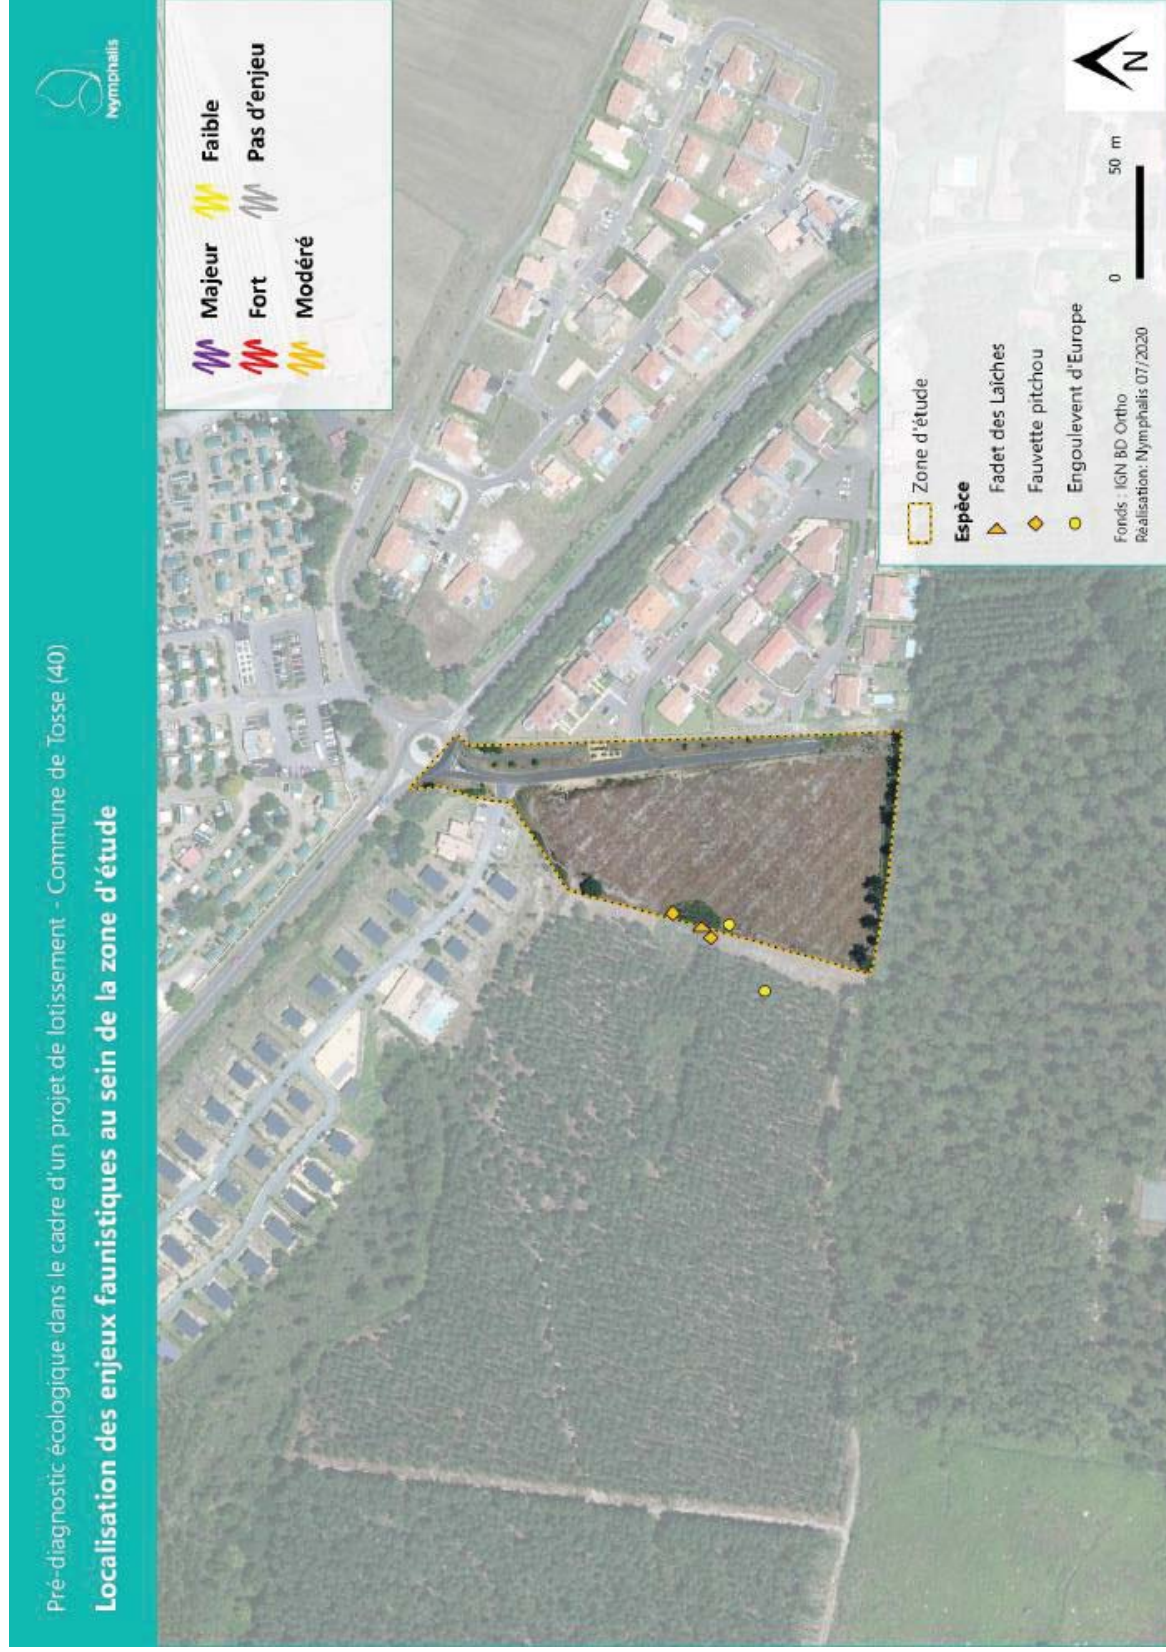 Pré-diagnostic écologique dans le cadre d'un projet de lotissement - Commune de Tosse (40)
Localisation des enjeux faunistiques au sein de la zone d'étude
Nymphalis
Majeur
Faible
Fort
Pas d'enjeu
Modéré
Zone d'étude
Espèce
Fadet des Laîches
Fauvette pitchou
Engoulevent d'Europe
Fonds : IGN BD Ortho
Réalisation: Nymphalis 07/2020
0 50 m
N